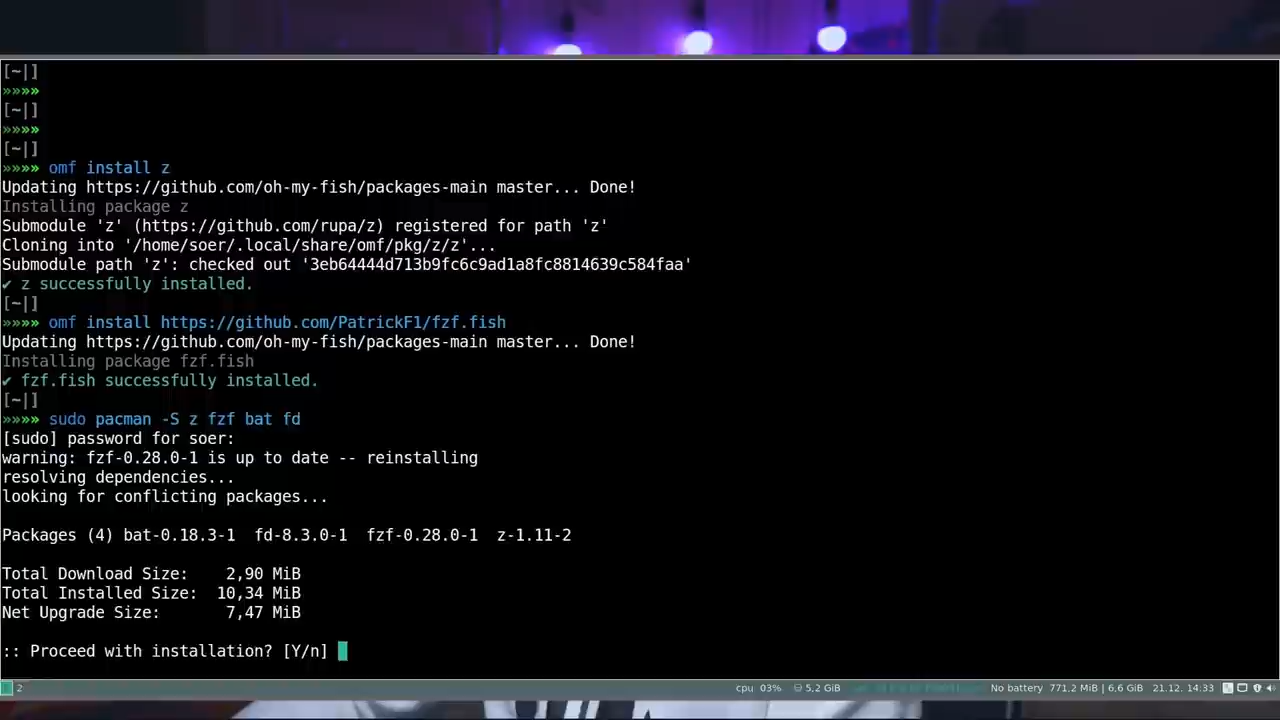 [~|]
»»»»
[~|]
»»»»
[~|]
»»»» omf install z
Updating https://github.com/oh-my-fish/packages-main master... Done!
Installing package z
Submodule 'z' (https://github.com/rupa/z) registered for path 'z'
Cloning into '/home/soer/.local/share/omf/pkg/z/z'...
Submodule path 'z': checked out '3eb64444d713b9fc6c9ad1a8fc8814639c584faa'
✔ z successfully installed.
[~|]
»»»» omf install https://github.com/PatrickF1/fzf.fish
Updating https://github.com/oh-my-fish/packages-main master... Done!
Installing package fzf.fish
✔ fzf.fish successfully installed.
[~|]
»»»» sudo pacman -S z fzf bat fd
[sudo] password for soer:
warning: fzf-0.28.0-1 is up to date -- reinstalling
resolving dependencies...
looking for conflicting packages...
Packages (4) bat-0.18.3-1  fd-8.3.0-1  fzf-0.28.0-1  z-1.11-2
Total Download Size:    2,90 MiB
Total Installed Size:  10,34 MiB
Net Upgrade Size:       7,47 MiB
:: Proceed with installation? [Y/n]
2 cpu 03% 5,2 GiB No battery 771.2 MiB | 6.6 GiB 21.12. 14:33